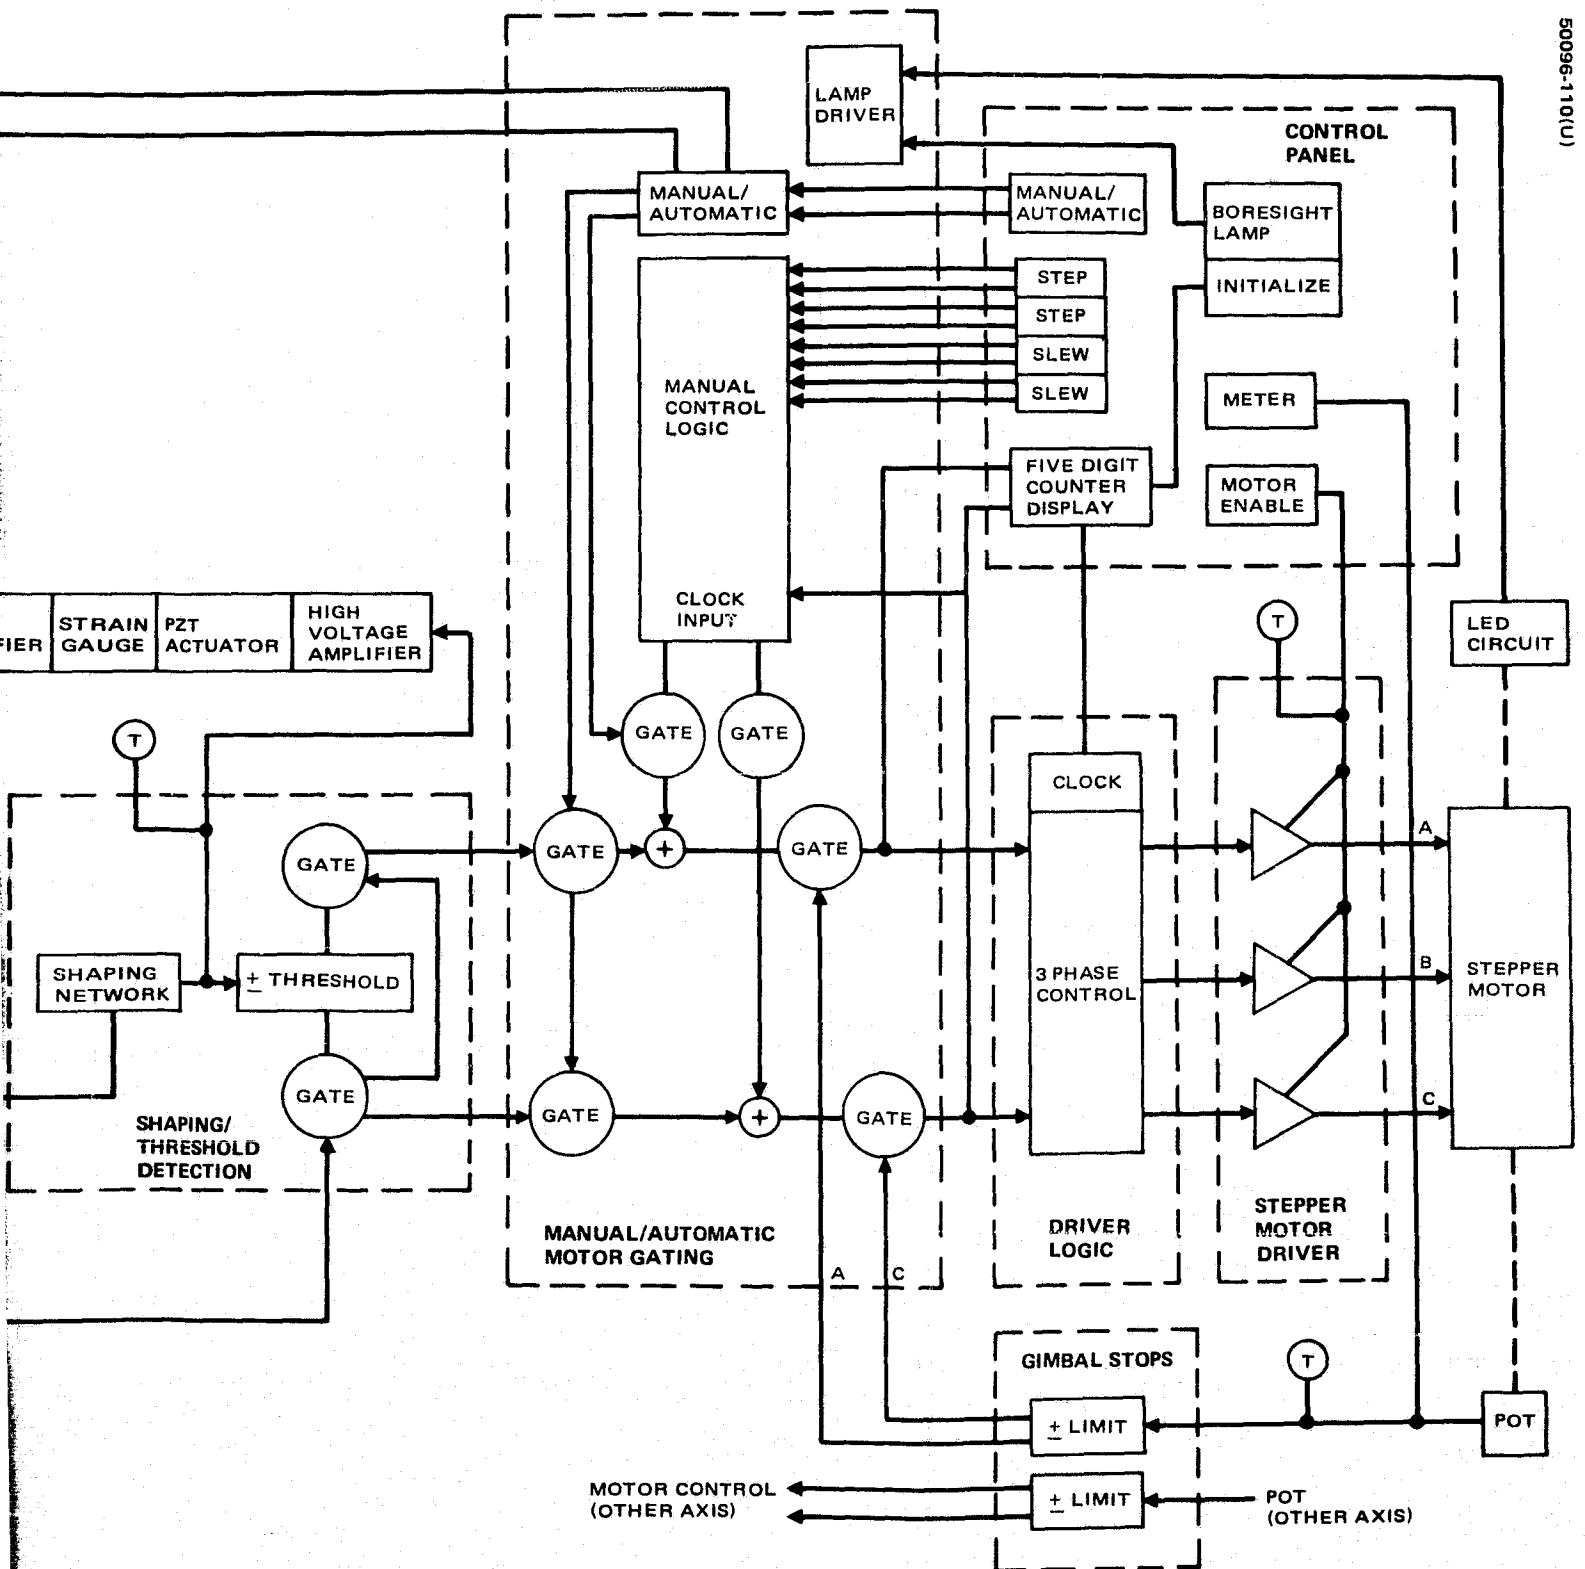 50096-110(U)
LAMP
DRIVER
CONTROL
PANEL
MANUAL/
AUTOMATIC
MANUAL/
AUTOMATIC
BORESIGHT
LAMP
INITIALIZE
STEP
STEP
SLEW
SLEW
MANUAL
CONTROL
LOGIC
METER
FIVE DIGIT
COUNTER
DISPLAY
MOTOR
ENABLE
CLOCK
INPUT
FIER
STRAIN
GAUGE
PZT
ACTUATOR
HIGH
VOLTAGE
AMPLIFIER
T
LED
CIRCUIT
T
GATE
GATE
CLOCK
GATE
GATE
+
GATE
A
SHAPING
NETWORK
± THRESHOLD
3 PHASE
CONTROL
B
STEPPER
MOTOR
GATE
GATE
+
GATE
C
SHAPING/
THRESHOLD
DETECTION
MANUAL/AUTOMATIC
MOTOR GATING
A
C
DRIVER
LOGIC
STEPPER
MOTOR
DRIVER
GIMBAL STOPS
T
± LIMIT
POT
MOTOR CONTROL
(OTHER AXIS)
± LIMIT
POT
(OTHER AXIS)